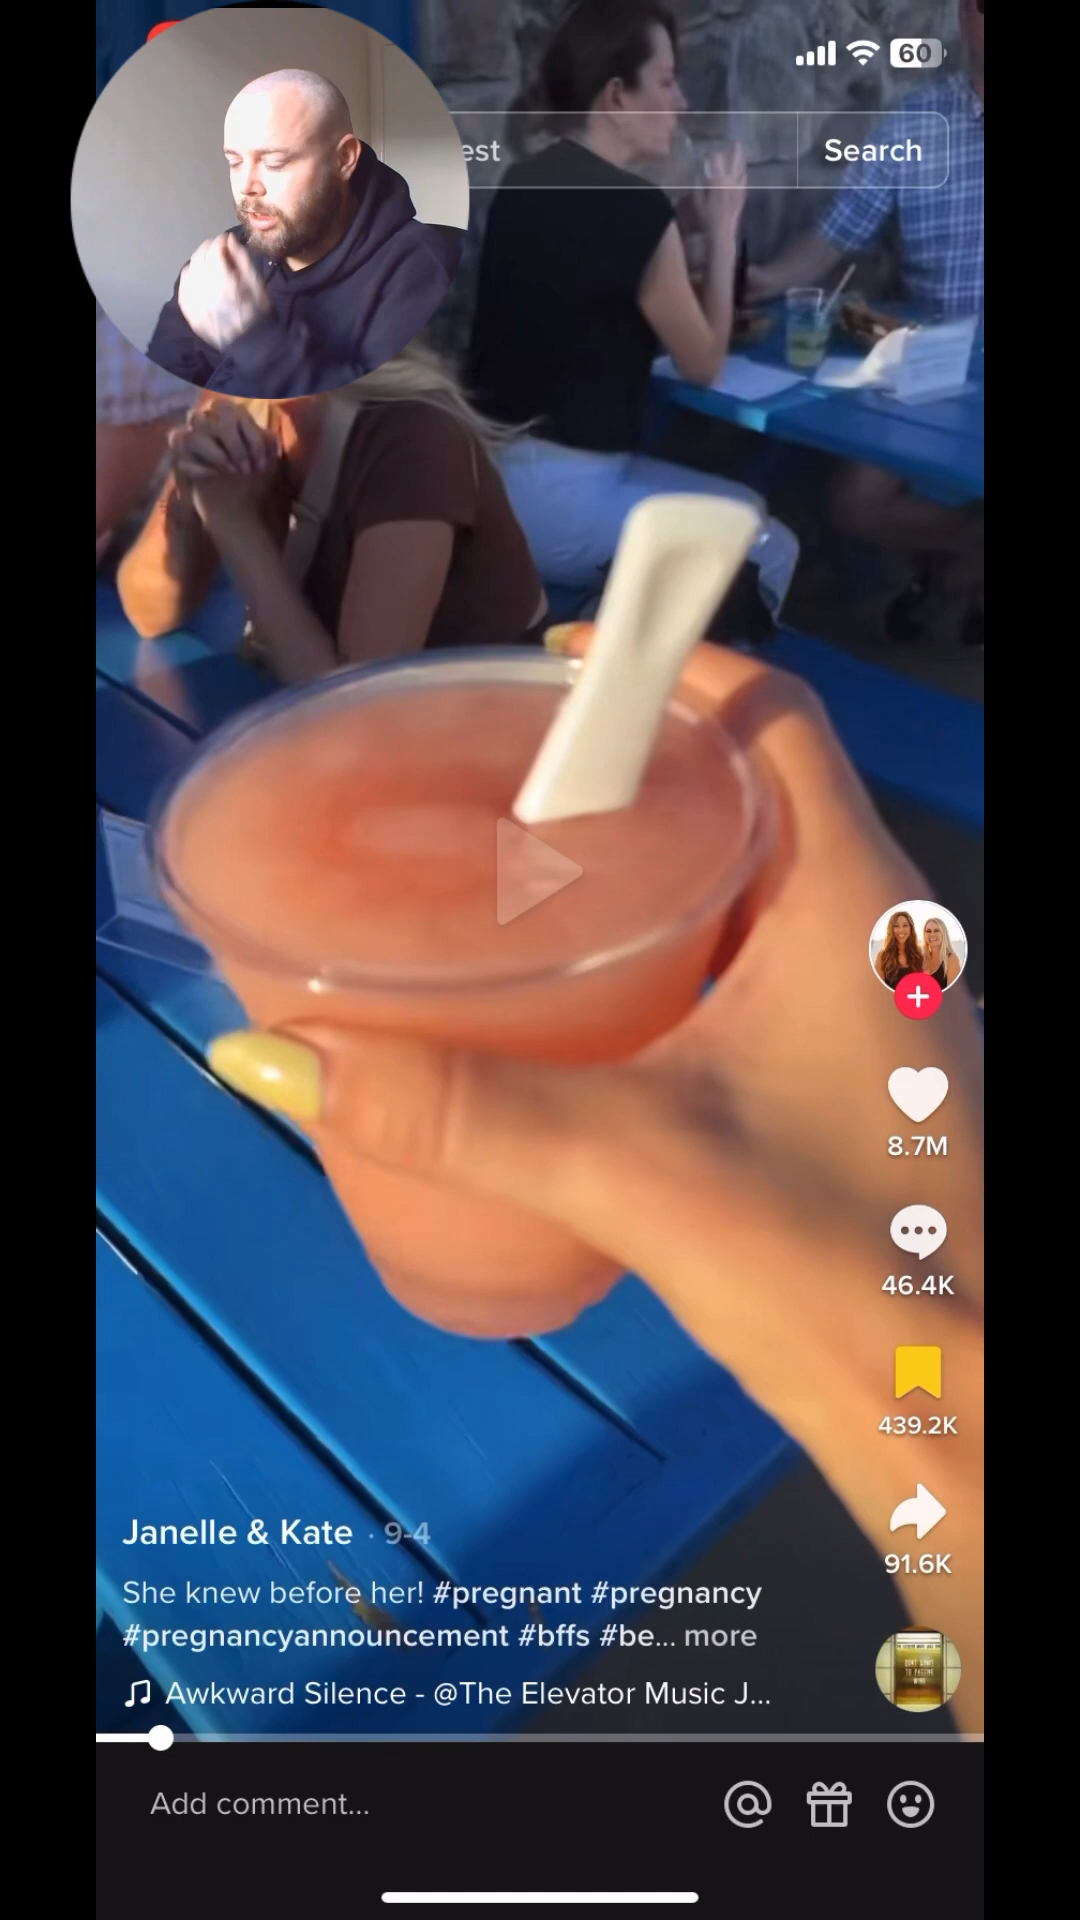 60
est
Search
8.7M
46.4K
439.2K
91.6K
Janelle & Kate · 9-4
She knew before her! #pregnant #pregnancy
#pregnancyannouncement #bffs #be... more
Awkward Silence - @The Elevator Music J...
Add comment...